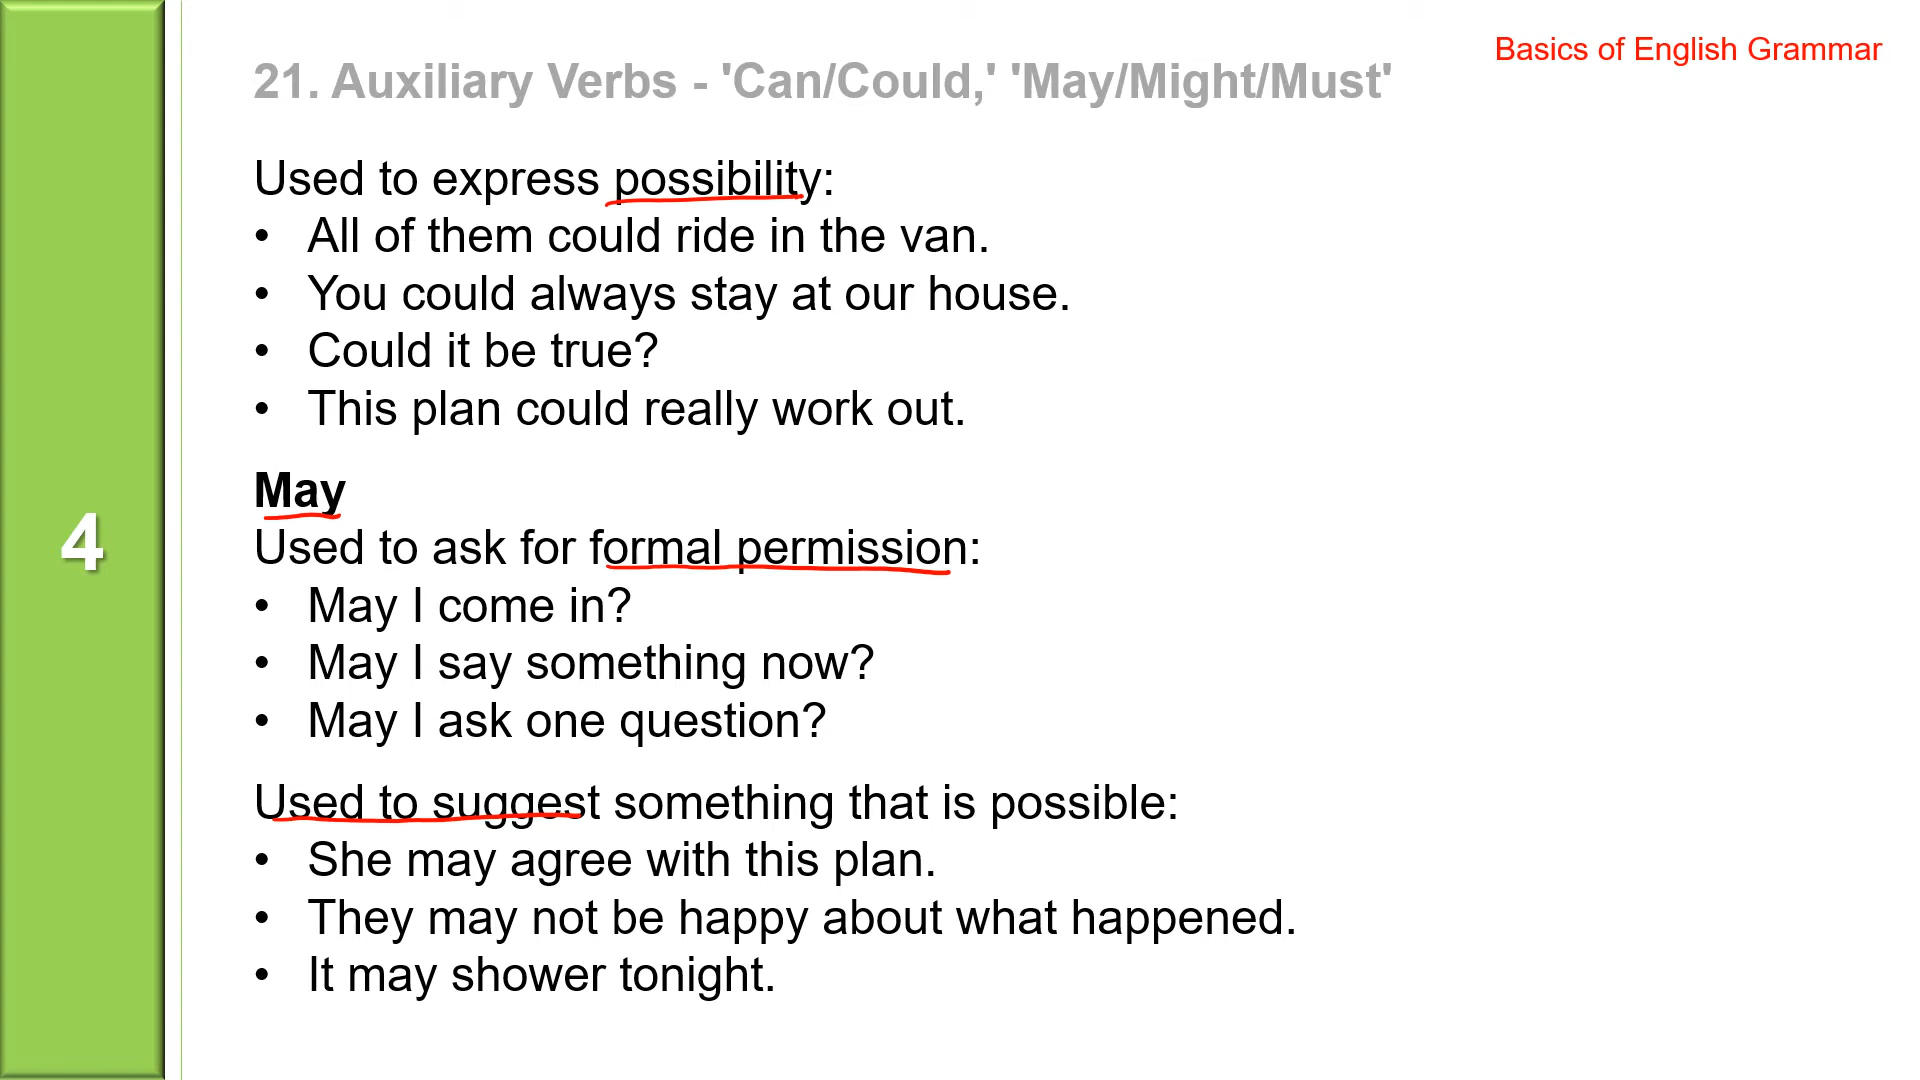 Basics of English Grammar
21. Auxiliary Verbs - 'Can/Could,' 'May/Might/Must'
Used to express possibility:
• All of them could ride in the van.
• You could always stay at our house.
• Could it be true?
• This plan could really work out.
May
Used to ask for formal permission:
• May I come in?
• May I say something now?
• May I ask one question?
Used to suggest something that is possible:
• She may agree with this plan.
• They may not be happy about what happened.
• It may shower tonight.
4